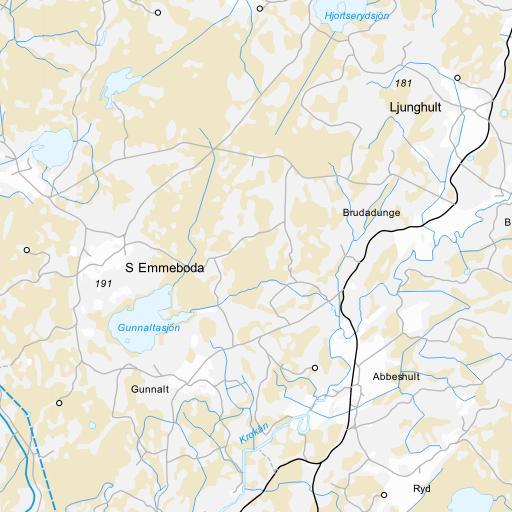 Hjortserydsjön
181
Ljunghult
Brudadunge
B
S Emmeboda
191
Gunnaltasjön
Abbeshult
Gunnalt
Krokån
Ryd